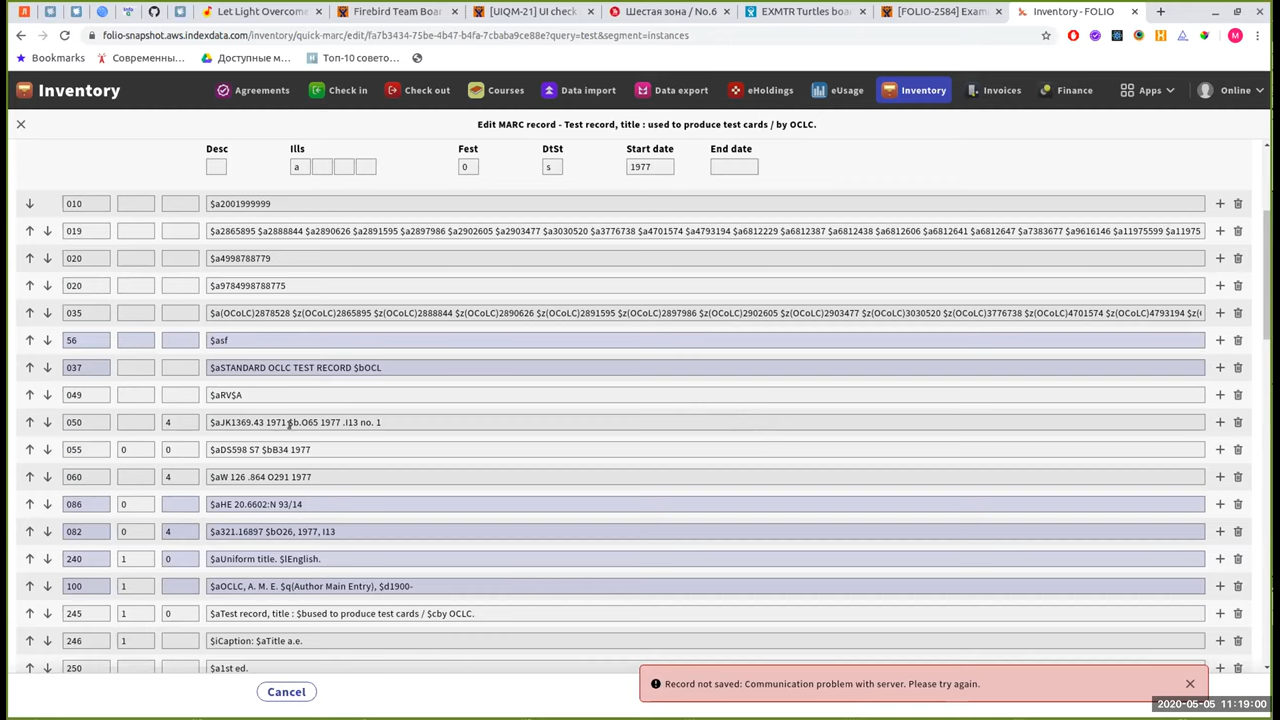 Let Light Overcome
Firebird Team Boa
[UIQM-21] UI check
Шестая зона / No.6
EXMTR Turtles boa
[FOLIO-2584] Exam
Inventory - FOLIO
folio-snapshot.aws.indexdata.com/inventory/quick-marc/edit/fa7b3434-75be-4b47-b4fa-7cbaba9ce88e?query=test&segment=instances
Bookmarks Современны... Доступные м... Топ-10 совето...
Inventory Agreements Check in Check out Courses Data import Data export eHoldings eUsage Inventory Invoices Finance Apps Online
Edit MARC record - Test record, title : used to produce test cards / by OCLC.
Desc Ills Fest DtSt Start date End date
a 0 s 1977
010 $a2001999999
019 $a2865895 $a2888844 $a2890626 $a2891595 $a2897986 $a2902605 $a2903477 $a3030520 $a3776738 $a4701574 $a4793194 $a6812229 $a6812387 $a6812438 $a6812606 $a6812641 $a6812647 $a7383677 $a9616146 $a11975599 $a11975
020 $a4998788779
020 $a9784998788775
035 $a(OCoLC)2878528 $z(OCoLC)2865895 $z(OCoLC)2888844 $z(OCoLC)2890626 $z(OCoLC)2891595 $z(OCoLC)2897986 $z(OCoLC)2902605 $z(OCoLC)2903477 $z(OCoLC)3030520 $z(OCoLC)3776738 $z(OCoLC)4701574 $z(OCoLC)4793194 $z(
56 $asf
037 $aSTANDARD OCLC TEST RECORD $bOCL
049 $aRV$A
050 4 $aJK1369.43 1971 $b.O65 1977 .I13 no. 1
055 0 0 $aDS598 S7 $bB34 1977
060 4 $aW 126 .864 O291 1977
086 0 $aHE 20.6602:N 93/14
082 0 4 $a321.16897 $bO26, 1977, I13
240 1 0 $aUniform title. $lEnglish.
100 1 $aOCLC, A. M. E. $q(Author Main Entry), $d1900-
245 1 0 $aTest record, title : $bused to produce test cards / $cby OCLC.
246 1 $iCaption: $aTitle a.e.
250 $a1st ed.
Cancel
Record not saved: Communication problem with server. Please try again.
2020-05-05 11:19:00